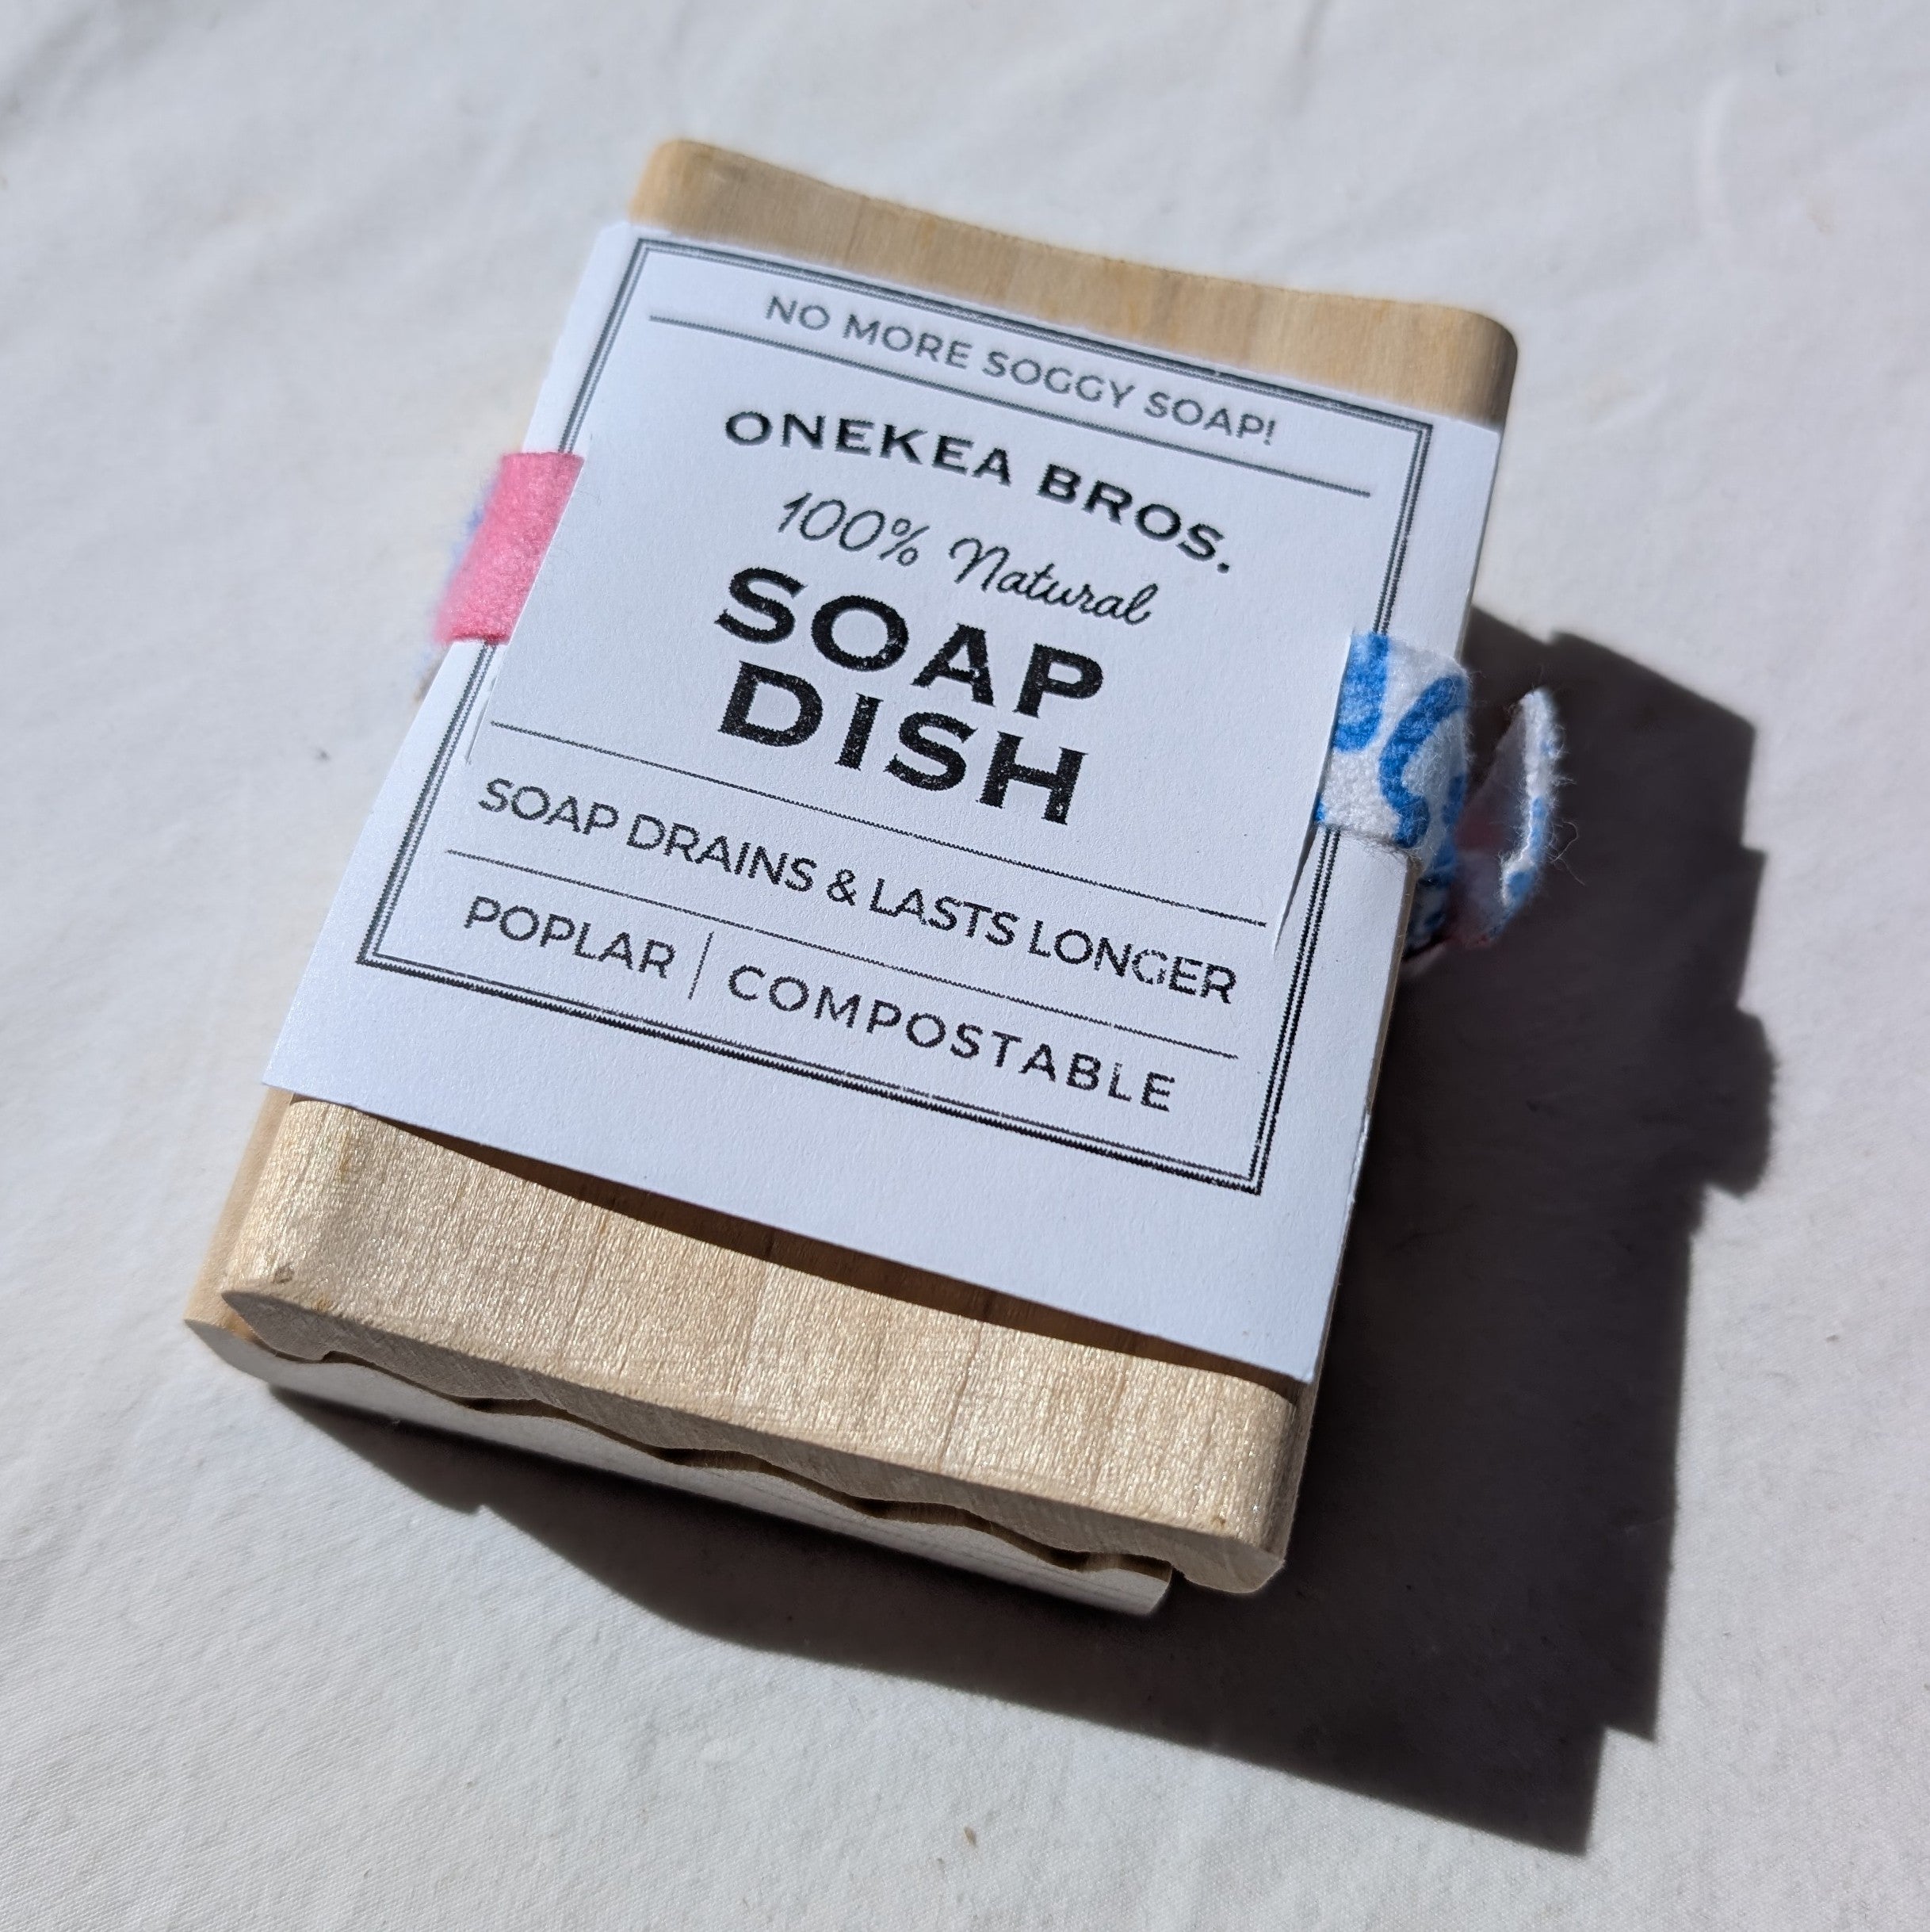 NO MORE SOGGY SOAP!
ONEKEA BROS.
100% Natural
SOAP
DISH
SOAP DRAINS & LASTS LONGER
POPLAR | COMPOSTABLE